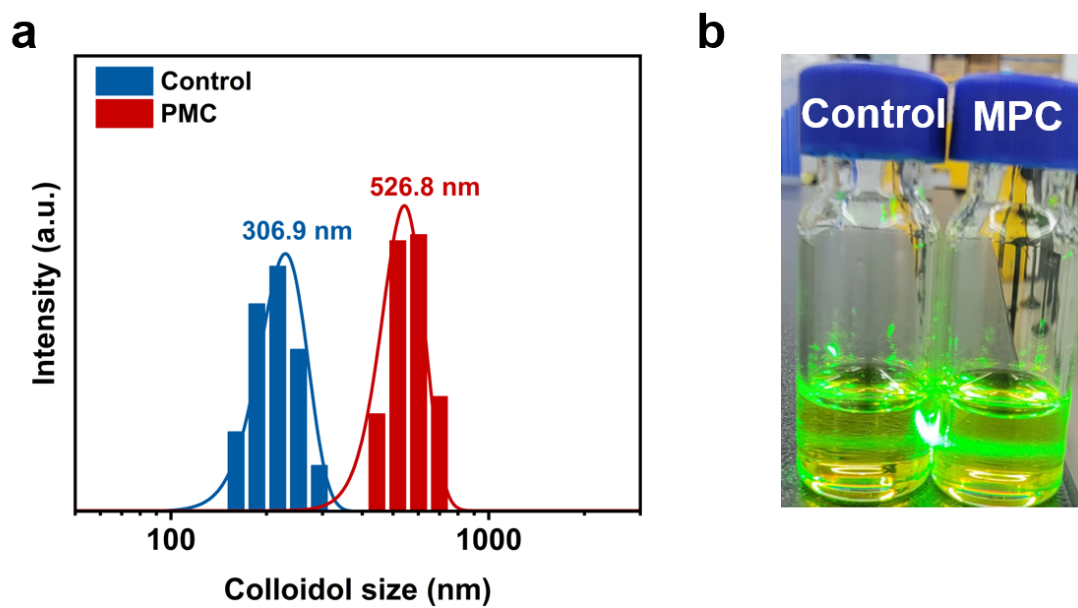 a
b
Control
PMC
306.9 nm
526.8 nm
Intensity (a.u.)
100
1000
Colloidol size (nm)
Control
MPC